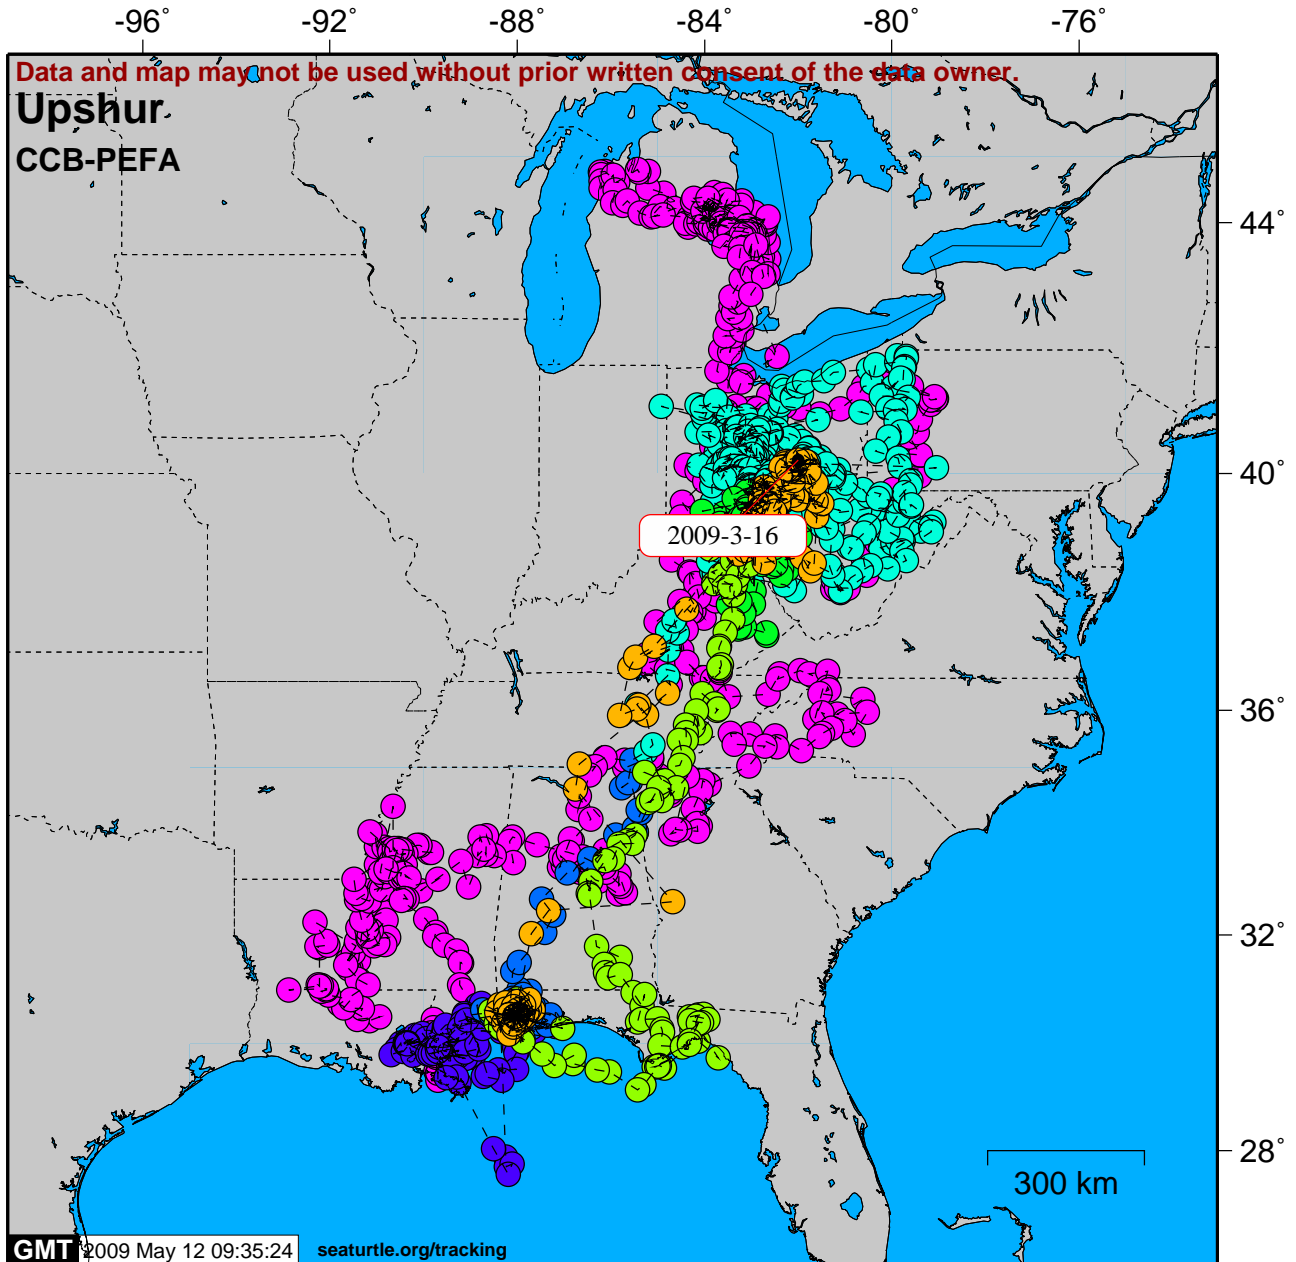 -96° -92° -88° -84° -80° -76°
Data and map may not be used without prior written consent of the data owner.
Upshur
CCB-PEFA
44°
40°
2009-3-16
36°
32°
28°
300 km
GMT 2009 May 12 09:35:24 seaturtle.org/tracking